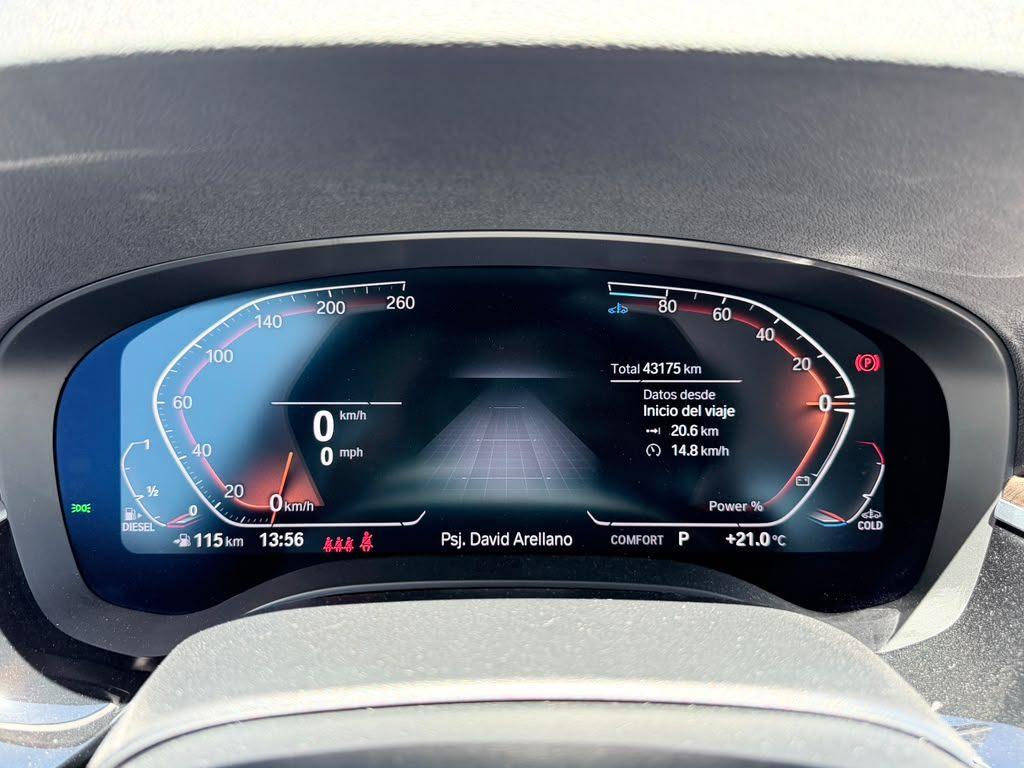 260
200
140
100
60
40
20
0 km/h
0 km/h
0 mph
1
½
0
DIESEL
115 km
13:56
Psj. David Arellano
80
60
40
20
0
Total 43175 km
Datos desde
Inicio del viaje
20.6 km
14.8 km/h
Power %
COLD
COMFORT P
+21.0 °C
P